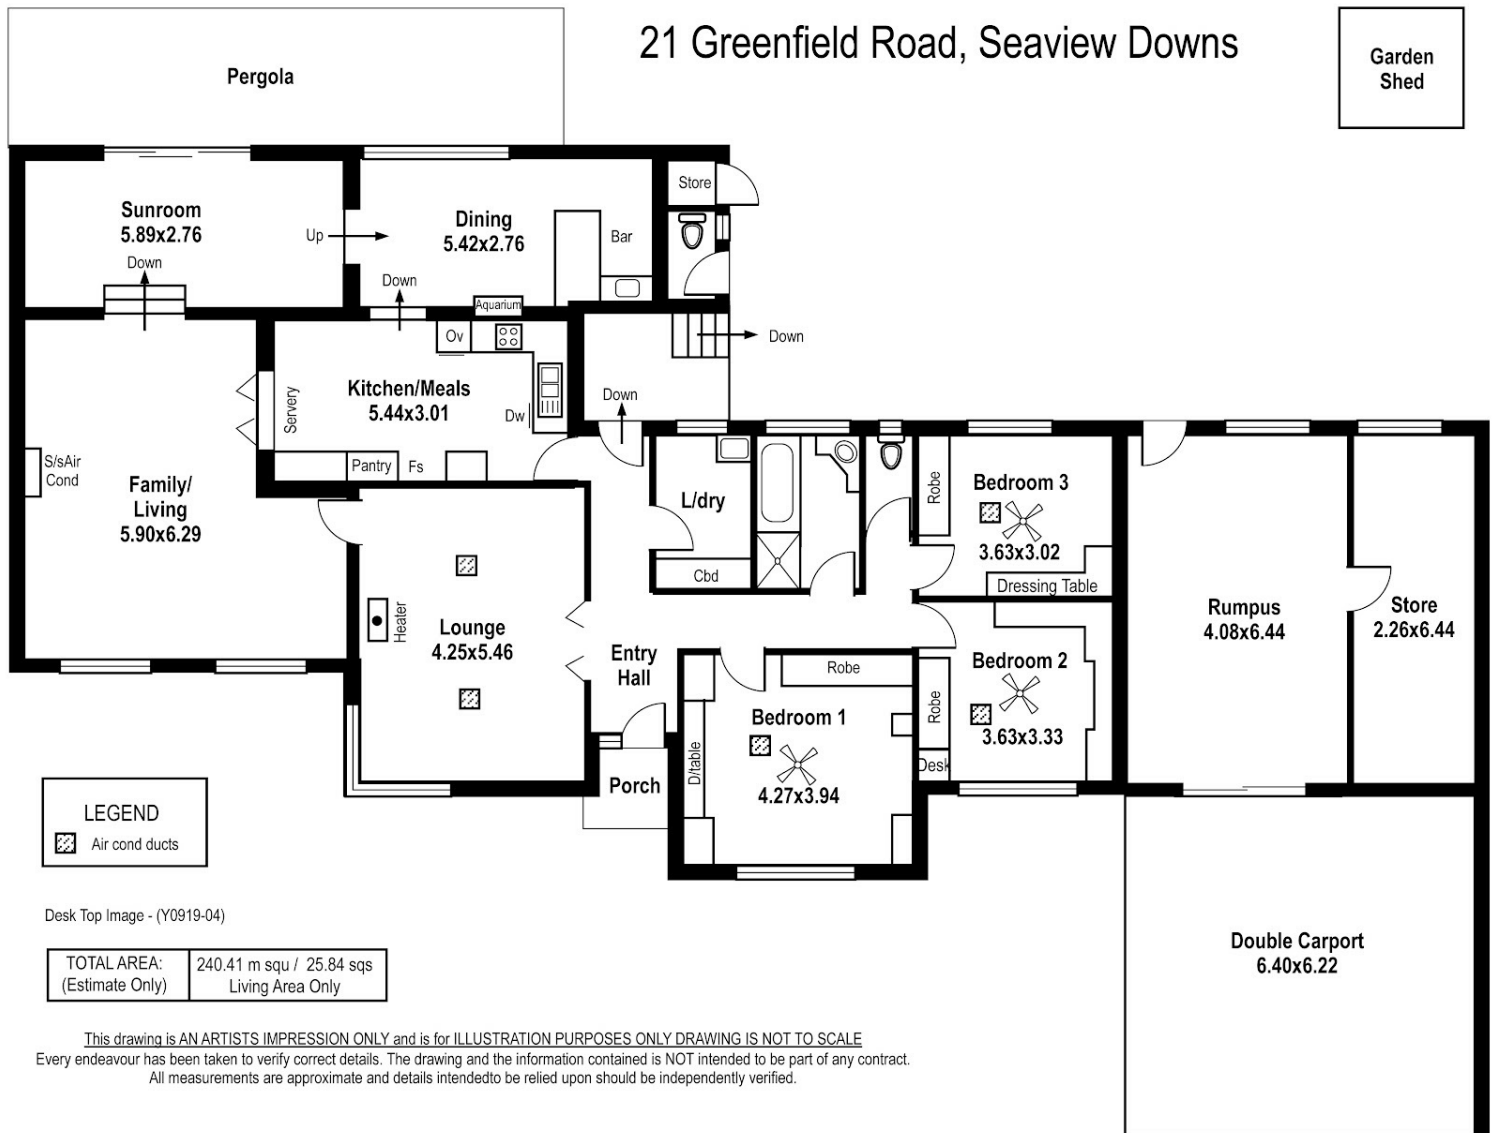 21 Greenfield Road, Seaview Downs
Garden
Shed
Pergola
Sunroom
5.89x2.76
Down
Up
Dining
5.42x2.76
Bar
Store
Down
Aquarium
Ov
Down
Kitchen/Meals
5.44x3.01
Servery
Dw
Pantry
Fs
Down
S/sAir
Cond
Family/
Living
5.90x6.29
L/dry
Cbd
Robe
Bedroom 3
3.63x3.02
Dressing Table
Rumpus
4.08x6.44
Store
2.26x6.44
Heater
Lounge
4.25x5.46
Entry
Hall
Robe
Bedroom 2
3.63x3.33
Robe
Desk
Bedroom 1
4.27x3.94
D/table
Porch
LEGEND
Air cond ducts
Desk Top Image - (Y0919-04)
Double Carport
6.40x6.22
TOTAL AREA:
(Estimate Only)
240.41 m squ / 25.84 sqs
Living Area Only
This drawing is AN ARTISTS IMPRESSION ONLY and is for ILLUSTRATION PURPOSES ONLY DRAWING IS NOT TO SCALE
Every endeavour has been taken to verify correct details. The drawing and the information contained is NOT intended to be part of any contract.
All measurements are approximate and details intendedto be relied upon should be independently verified.